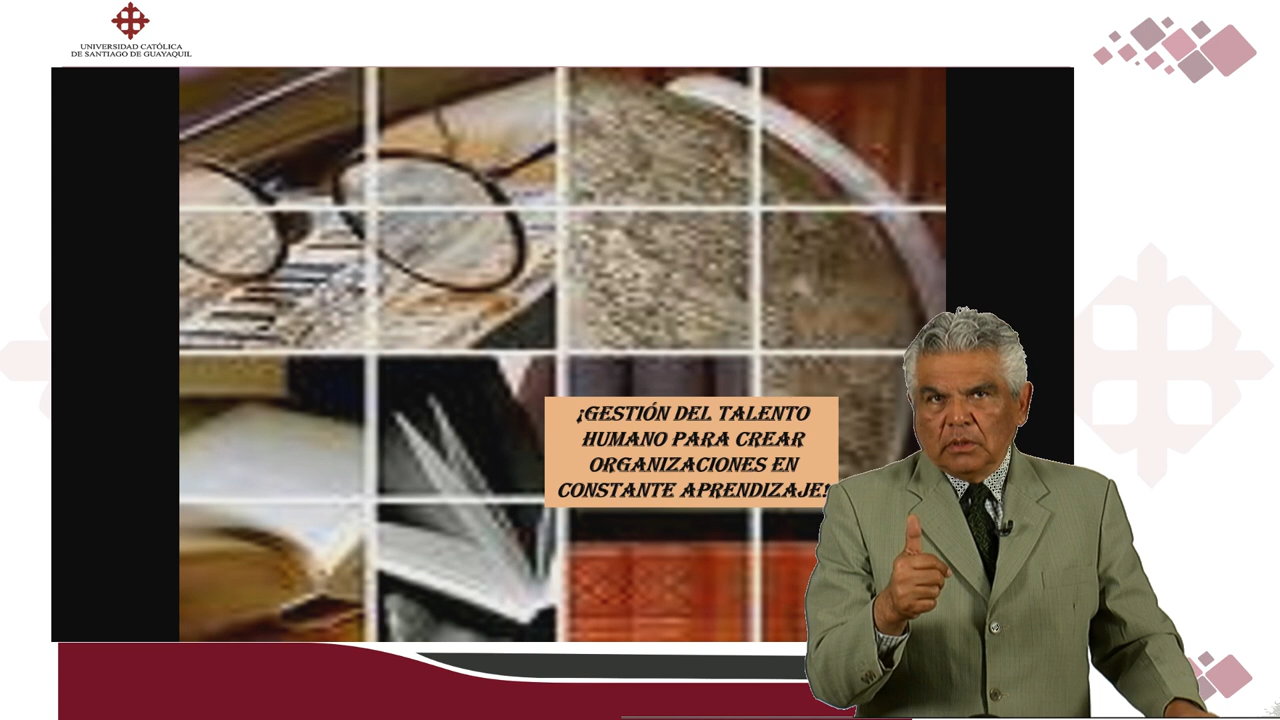 UNIVERSIDAD CATÓLICA
DE SANTIAGO DE GUAYAQUIL
¡GESTIÓN DEL TALENTO
HUMANO PARA CREAR
ORGANIZACIONES EN
CONSTANTE APRENDIZAJE!